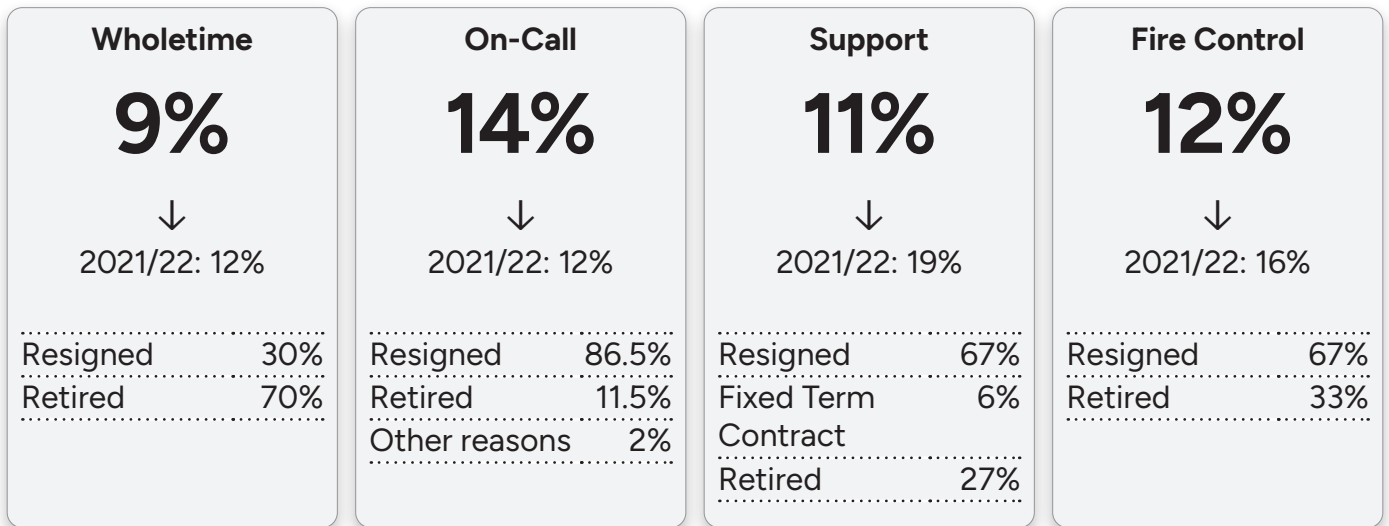 Wholetime
9%
↓
2021/22: 12%
Resigned 30%
Retired 70%
On-Call
14%
↓
2021/22: 12%
Resigned 86.5%
Retired 11.5%
Other reasons 2%
Support
11%
↓
2021/22: 19%
Resigned 67%
Fixed Term 6%
Contract
Retired 27%
Fire Control
12%
↓
2021/22: 16%
Resigned 67%
Retired 33%